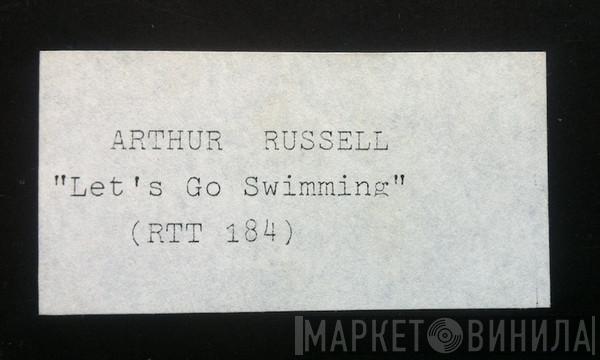 ARTHUR RUSSELL
"Let's Go Swimming"
(RTT 184)
МАРКЕТ ВИНИЛА